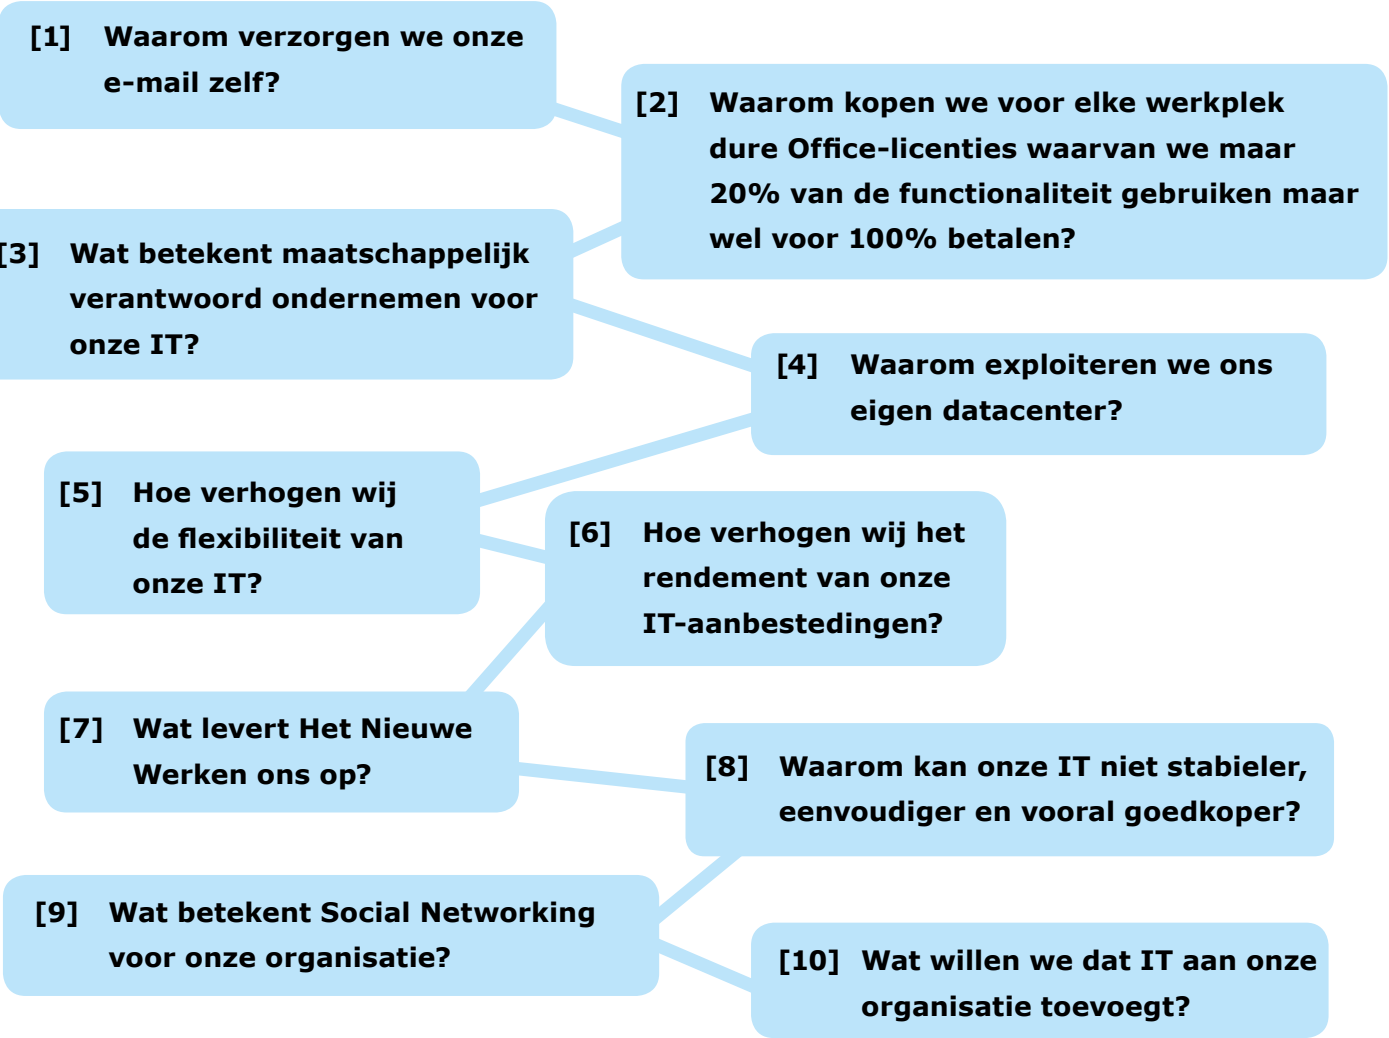 [1] Waarom verzorgen we onze
e-mail zelf?
[2] Waarom kopen we voor elke werkplek
dure Office-licenties waarvan we maar
20% van de functionaliteit gebruiken maar
wel voor 100% betalen?
[3] Wat betekent maatschappelijk
verantwoord ondernemen voor
onze IT?
[4] Waarom exploiteren we ons
eigen datacenter?
[5] Hoe verhogen wij
de flexibiliteit van
onze IT?
[6] Hoe verhogen wij het
rendement van onze
IT-aanbestedingen?
[7] Wat levert Het Nieuwe
Werken ons op?
[8] Waarom kan onze IT niet stabieler,
eenvoudiger en vooral goedkoper?
[9] Wat betekent Social Networking
voor onze organisatie?
[10] Wat willen we dat IT aan onze
organisatie toevoegt?